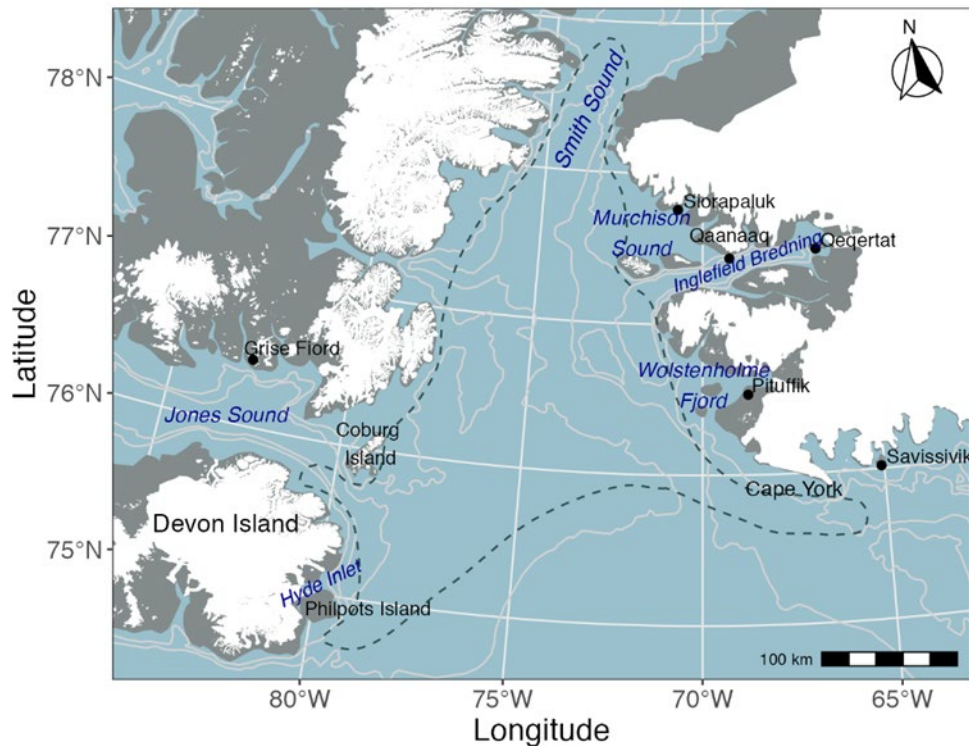 N
78°N
77°N
76°N
75°N
Smith Sound
Siorapaluk
Murchison
Sound
Qaanaaq
Qeqertat
Inglefield Bredning
Grise Fiord
Wolstenholme
Fjord
Pituffik
Jones Sound
Coburg
Island
Savissivik
Cape York
Devon Island
Hyde Inlet
Philpots Island
100 km
80°W
75°W
70°W
65°W
Longitude
Latitude